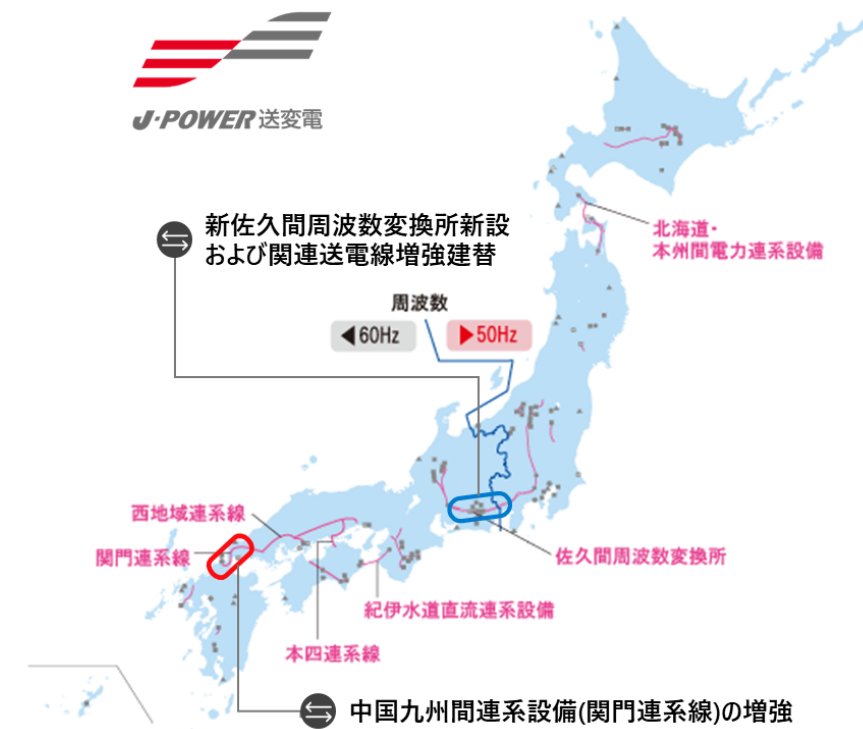 J-POWER 送変電
新佐久間周波数変換所新設
および関連送電線増強建替
北海道・
本州間電力連系設備
周波数
◀60Hz
▶50Hz
西地域連系線
関門連系線
佐久間周波数変換所
紀伊水道直流連系設備
本四連系線
中国九州間連系設備(関門連系線)の増強